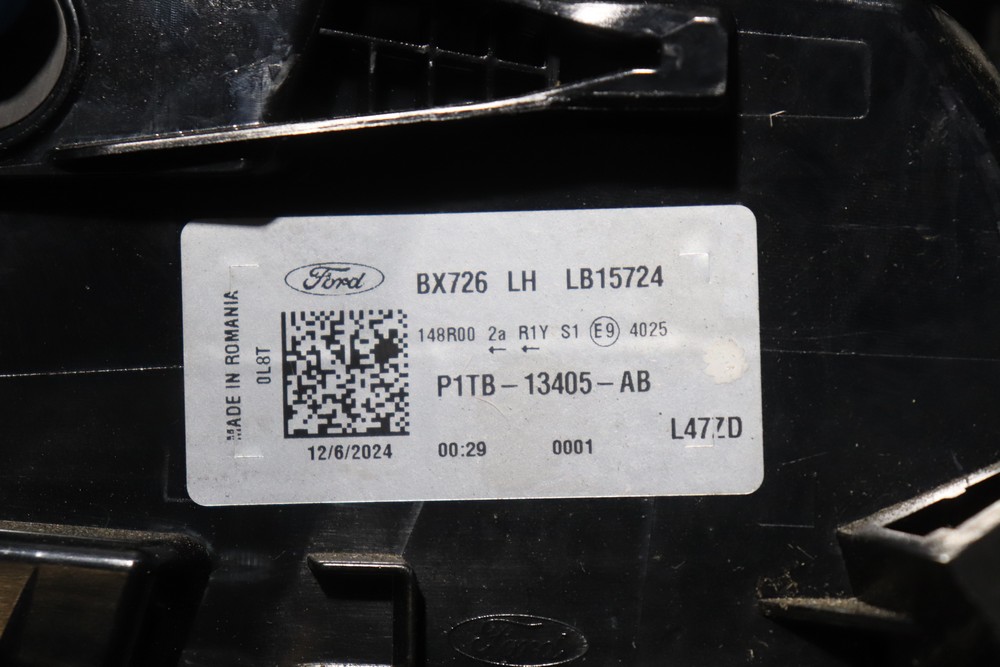 Ford BX726 LH LB15724
148R00 2a R1Y S1 E9 4025
← ←
P1TB-13405-AB
L47ZD
12/6/2024 00:29 0001
MADE IN ROMANIA
0L8T
Ford